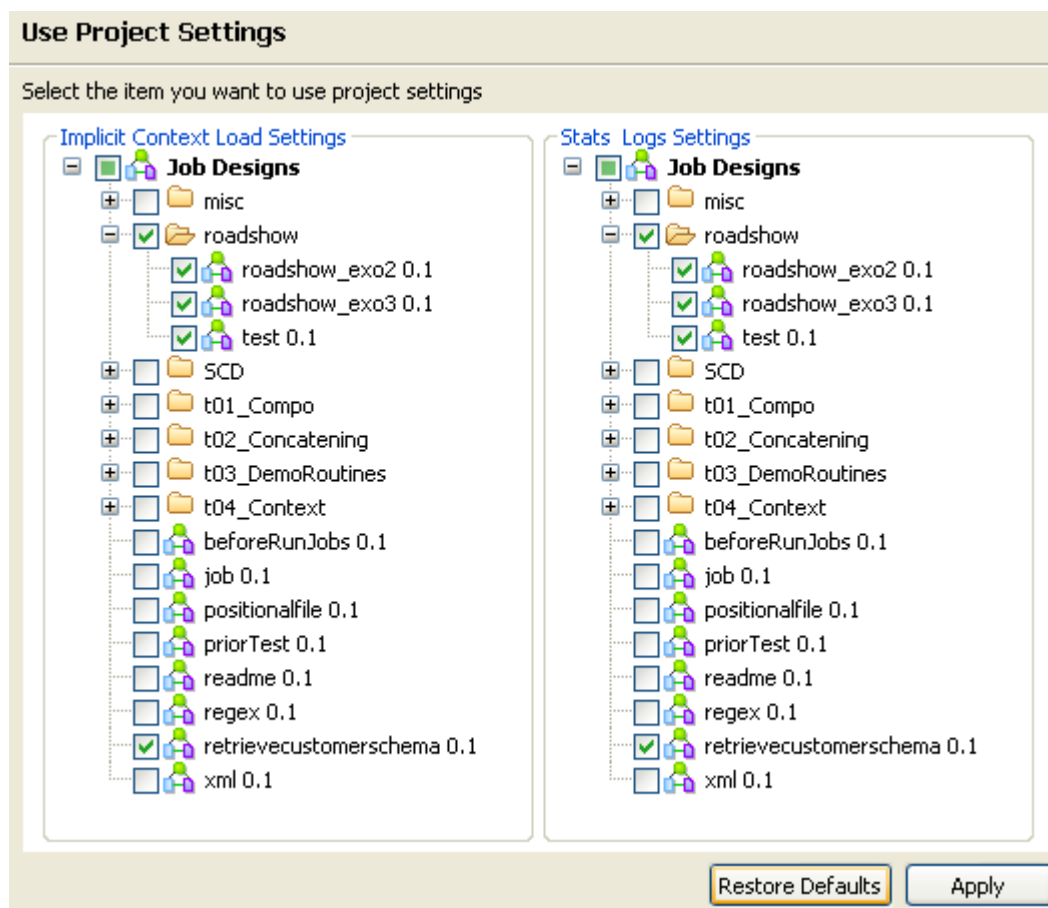 Use Project Settings
Select the item you want to use project settings
Implicit Context Load Settings
Job Designs
misc
roadshow
roadshow_exo2 0.1
roadshow_exo3 0.1
test 0.1
SCD
t01_Compo
t02_Concatening
t03_DemoRoutines
t04_Context
beforeRunJobs 0.1
job 0.1
positionalfile 0.1
priorTest 0.1
readme 0.1
regex 0.1
retrievecustomerschema 0.1
xml 0.1
Stats Logs Settings
Job Designs
misc
roadshow
roadshow_exo2 0.1
roadshow_exo3 0.1
test 0.1
SCD
t01_Compo
t02_Concatening
t03_DemoRoutines
t04_Context
beforeRunJobs 0.1
job 0.1
positionalfile 0.1
priorTest 0.1
readme 0.1
regex 0.1
retrievecustomerschema 0.1
xml 0.1
Restore Defaults
Apply